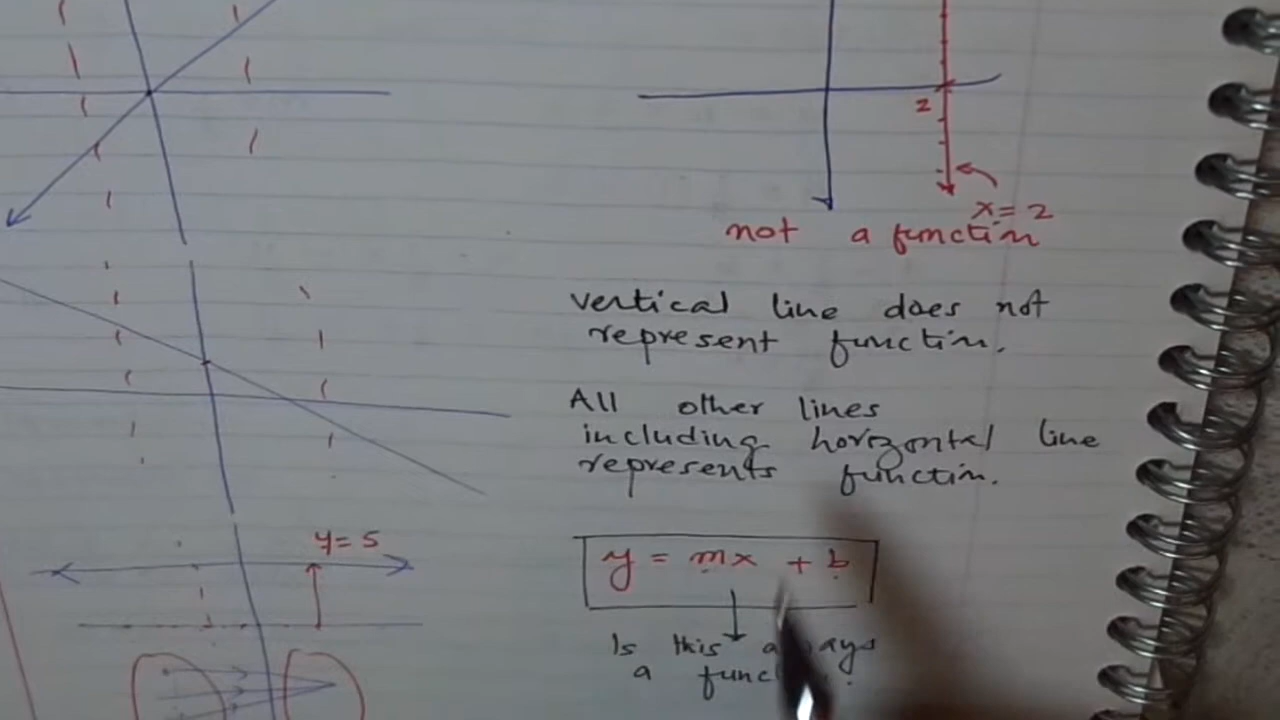 2
x = 2
not a function
vertical line does not
represent function.
All other lines
including horizontal line
represents function.
y = 5
y = mx + b
Is this
a